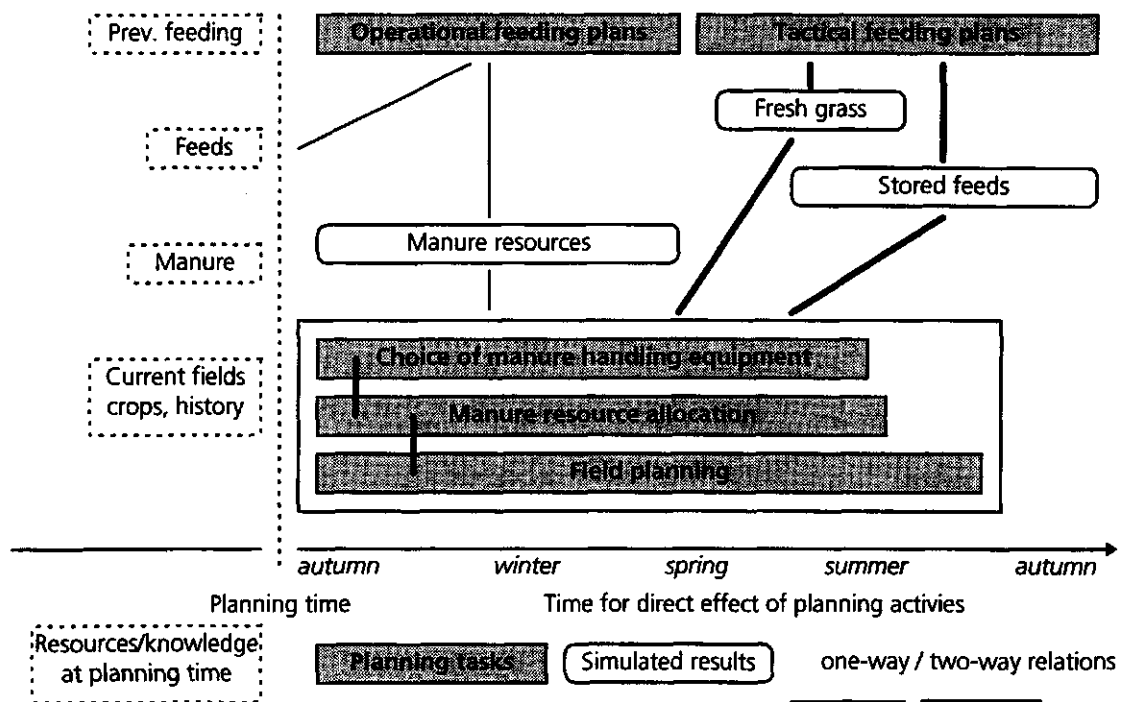 Prev. feeding
Operational feeding plans
Tactical feeding plans
Fresh grass
Feeds
Stored feeds
Manure resources
Manure
Choice of manure handling equipment
Current fields
crops, history
Manure resource allocation
Field planning
autumn winter spring summer autumn
Planning time Time for direct effect of planning activies
Resources/knowledge
at planning time
Planning tasks
Simulated results
one-way / two-way relations